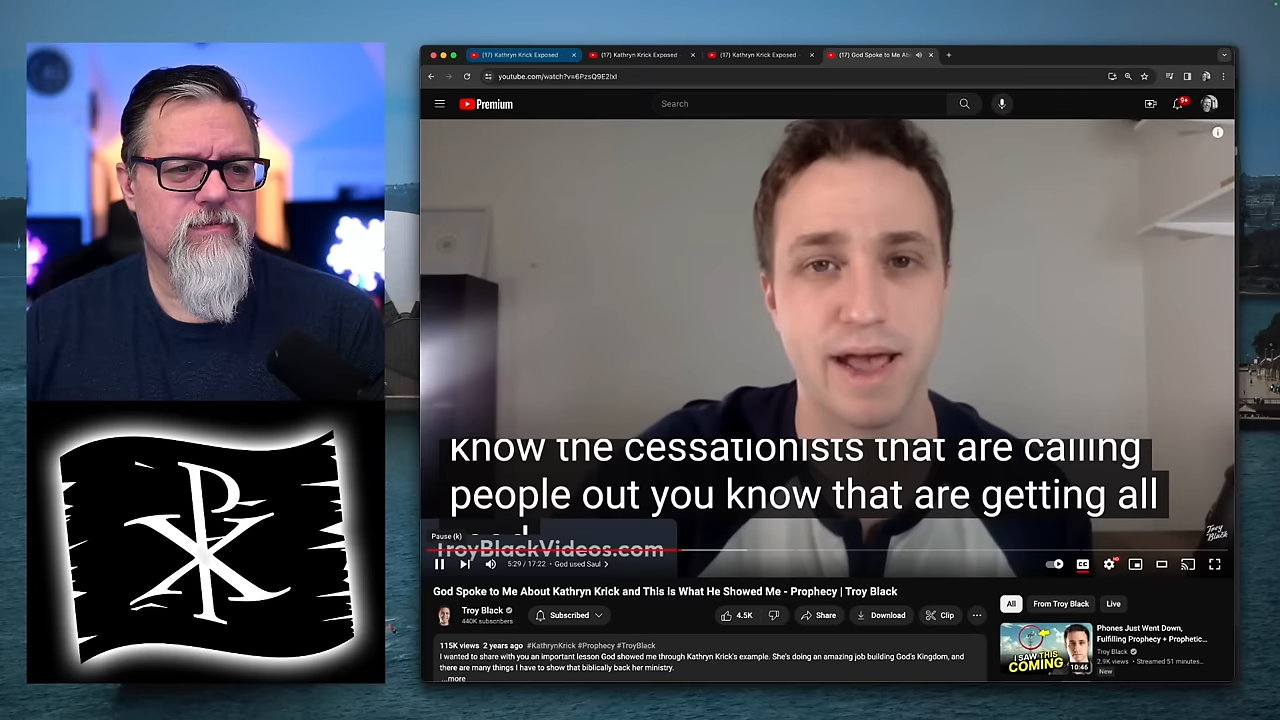 (17) Kathryn Krick Exposed
(17) Kathryn Krick Exposed
(17) Kathryn Krick Exposed
(17) God Spoke to Me Ab
youtube.com/watch?v=6PzsQ9E2lxI
Premium
Search
9+
know the cessationists that are calling
people out you know that are getting all
Pause (k)
TroyBlackVideos.com
Troy Black
5:29 / 17:22 • God used Saul
God Spoke to Me About Kathryn Krick and This Is What He Showed Me - Prophecy | Troy Black
Troy Black
440K subscribers
Subscribed
4.5K
Share
Download
Clip
115K views 2 years ago #KathrynKrick #Prophecy #TroyBlack
I wanted to share with you an important lesson God showed me through Kathryn Krick's example. She's doing an amazing job building God's Kingdom, and
there are many things I have to show that biblically back her ministry.
...more
All
From Troy Black
Live
I SAW THIS
COMING
10:46
Phones Just Went Down,
Fulfilling Prophecy + Prophetic...
Troy Black
2.9K views • Streamed 51 minutes...
New